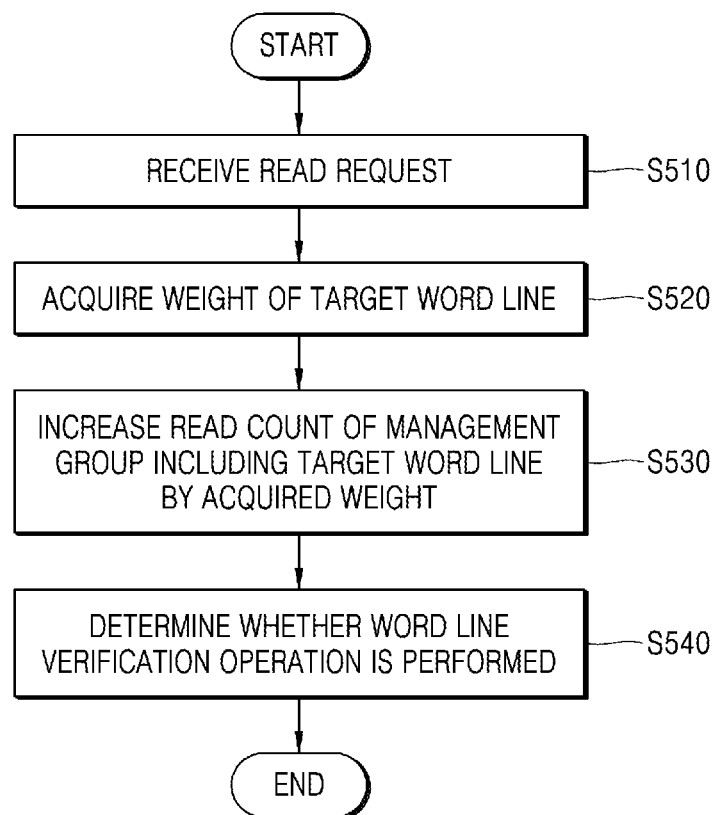 START
RECEIVE READ REQUEST
S510
ACQUIRE WEIGHT OF TARGET WORD LINE
S520
INCREASE READ COUNT OF MANAGEMENT
GROUP INCLUDING TARGET WORD LINE
BY ACQUIRED WEIGHT
S530
DETERMINE WHETHER WORD LINE
VERIFICATION OPERATION IS PERFORMED
S540
END